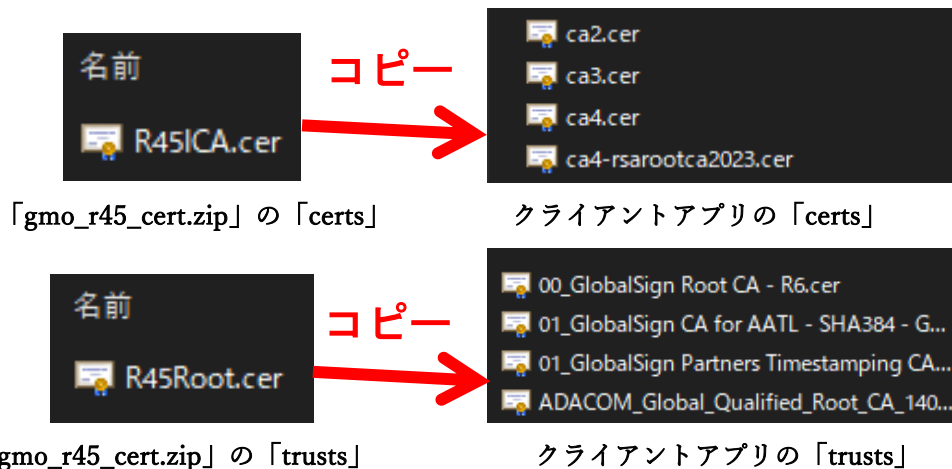 名前
R45ICA.cer
コピー
ca2.cer
ca3.cer
ca4.cer
ca4-rsarootca2023.cer
「gmo_r45_cert.zip」の「certs」
クライアントアプリの「certs」
名前
R45Root.cer
コピー
00_GlobalSign Root CA - R6.cer
01_GlobalSign CA for AATL - SHA384 - G...
01_GlobalSign Partners Timestamping CA...
ADACOM_Global_Qualified_Root_CA_140...
gmo_r45_cert.zip」の「trusts」
クライアントアプリの「trusts」